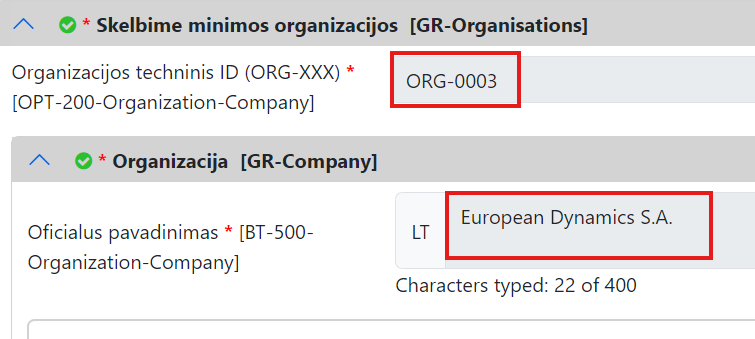 * Skelbime minimos organizacijos [GR-Organisations]
Organizacijos techninis ID (ORG-XXX) *
[OPT-200-Organization-Company]
ORG-0003
* Organizacija [GR-Company]
Oficialus pavadinimas * [BT-500-
Organization-Company]
LT
European Dynamics S.A.
Characters typed: 22 of 400